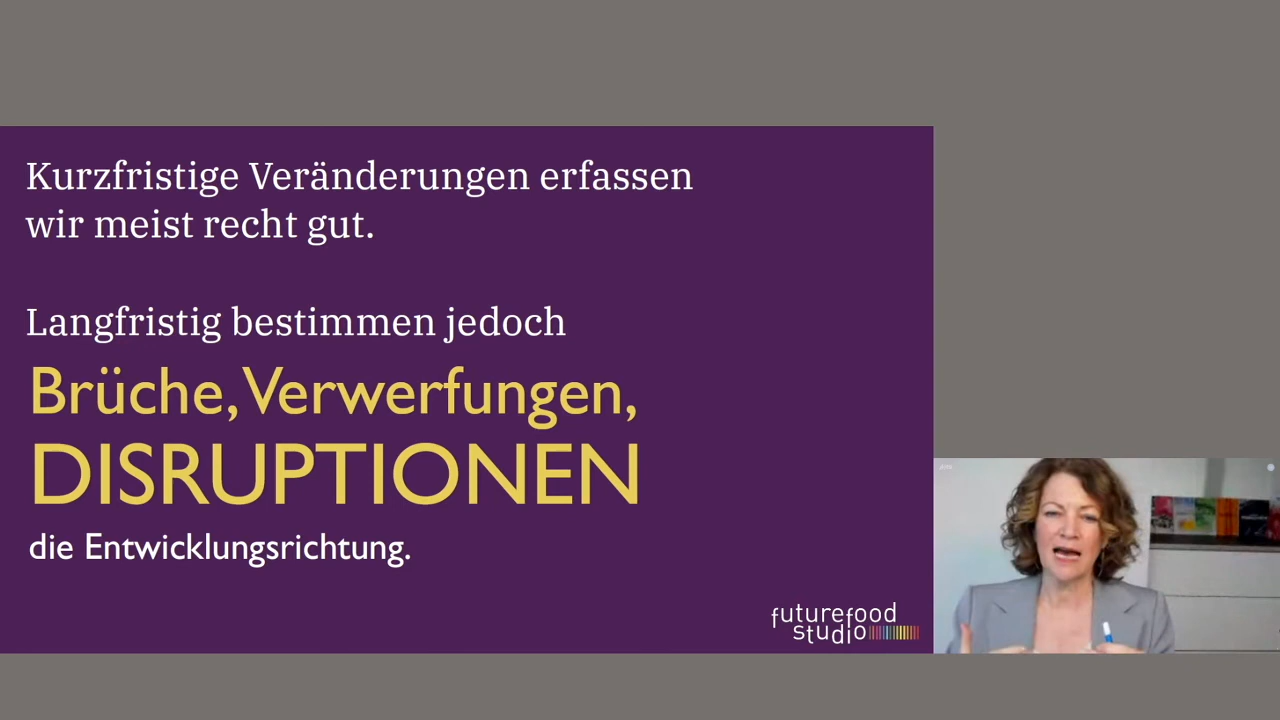 Kurzfristige Veränderungen erfassen
wir meist recht gut.
Langfristig bestimmen jedoch
Brüche, Verwerfungen,
DISRUPTIONEN
die Entwicklungsrichtung.
futurefood
studio